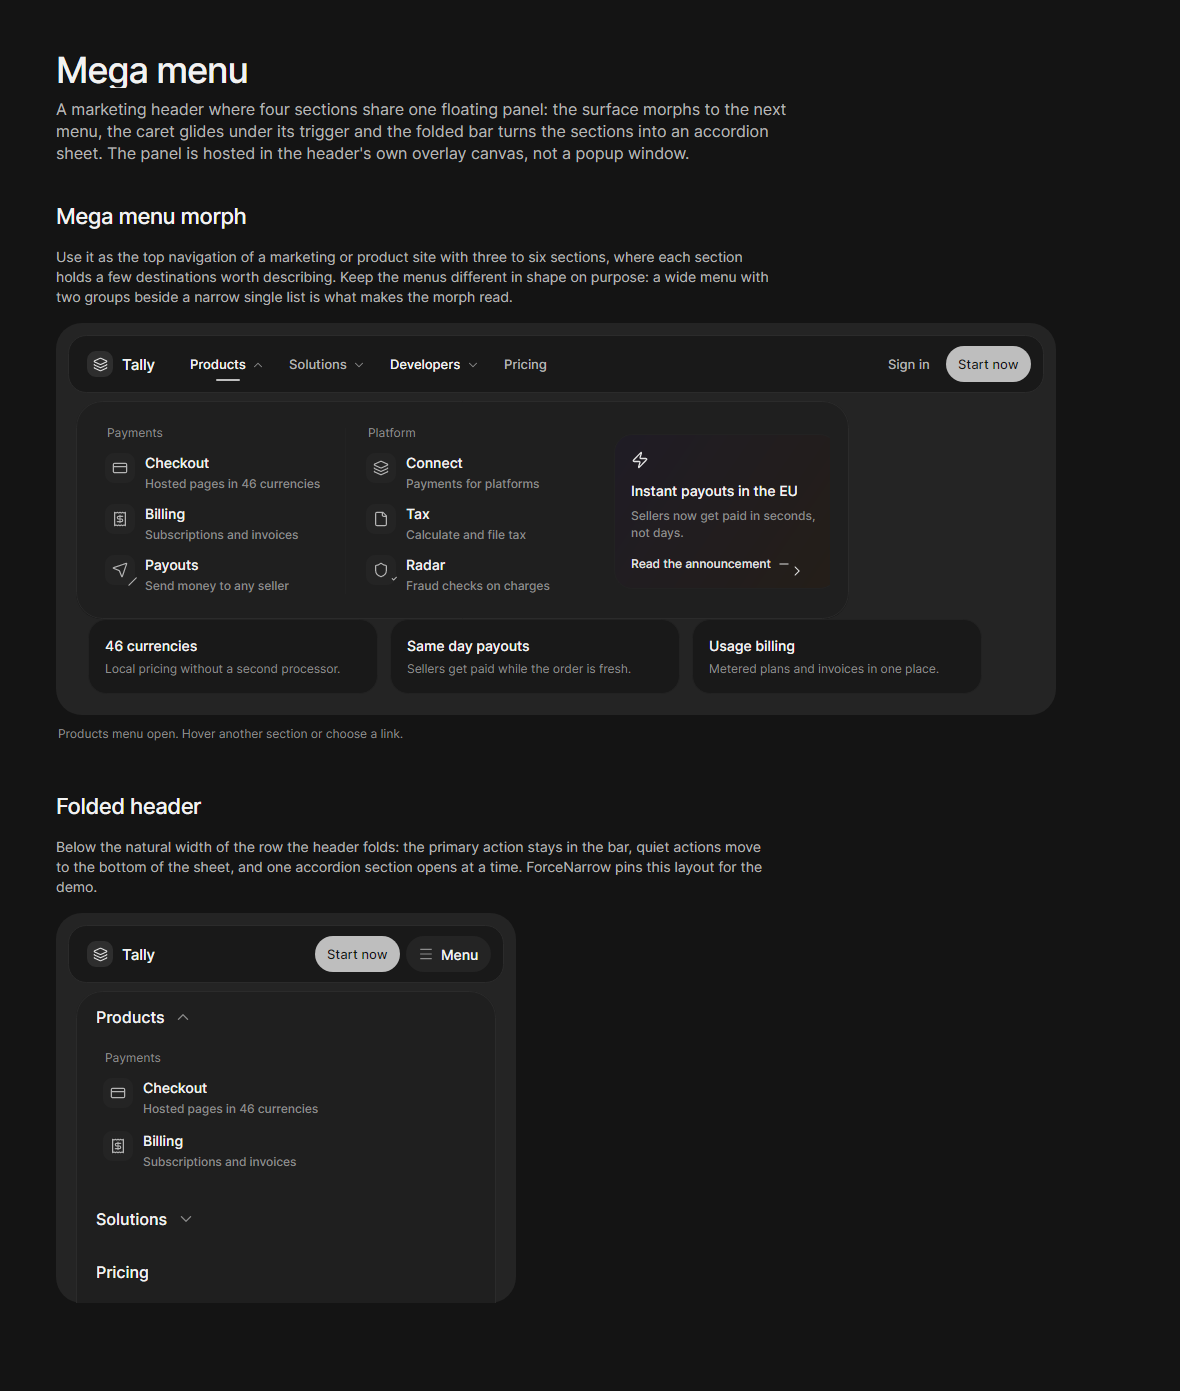 Mega menu
A marketing header where four sections share one floating panel: the surface morphs to the next
menu, the caret glides under its trigger and the folded bar turns the sections into an accordion
sheet. The panel is hosted in the header's own overlay canvas, not a popup window.
Mega menu morph
Use it as the top navigation of a marketing or product site with three to six sections, where each section
holds a few destinations worth describing. Keep the menus different in shape on purpose: a wide menu with
two groups beside a narrow single list is what makes the morph read.
Tally Products Solutions Developers Pricing Sign in Start now
Payments Platform
Checkout Connect
Hosted pages in 46 currencies Payments for platforms
Instant payouts in the EU
Billing Tax
Sellers now get paid in seconds,
not days.
Subscriptions and invoices Calculate and file tax
Payouts Radar Read the announcement
Send money to any seller Fraud checks on charges
46 currencies Same day payouts Usage billing
Local pricing without a second processor. Sellers get paid while the order is fresh. Metered plans and invoices in one place.
Products menu open. Hover another section or choose a link.
Folded header
Below the natural width of the row the header folds: the primary action stays in the bar, quiet actions move
to the bottom of the sheet, and one accordion section opens at a time. ForceNarrow pins this layout for the
demo.
Tally Start now Menu
Products
Payments
Checkout
Hosted pages in 46 currencies
Billing
Subscriptions and invoices
Solutions
Pricing